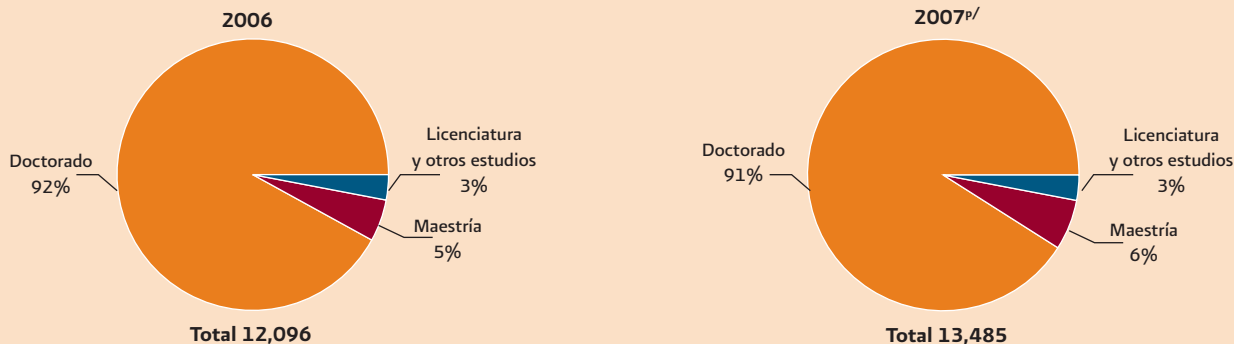 2006
Doctorado
92%
Licenciatura
y otros estudios
3%
Maestría
5%
Total 12,096
2007p/
Doctorado
91%
Licenciatura
y otros estudios
3%
Maestría
6%
Total 13,485